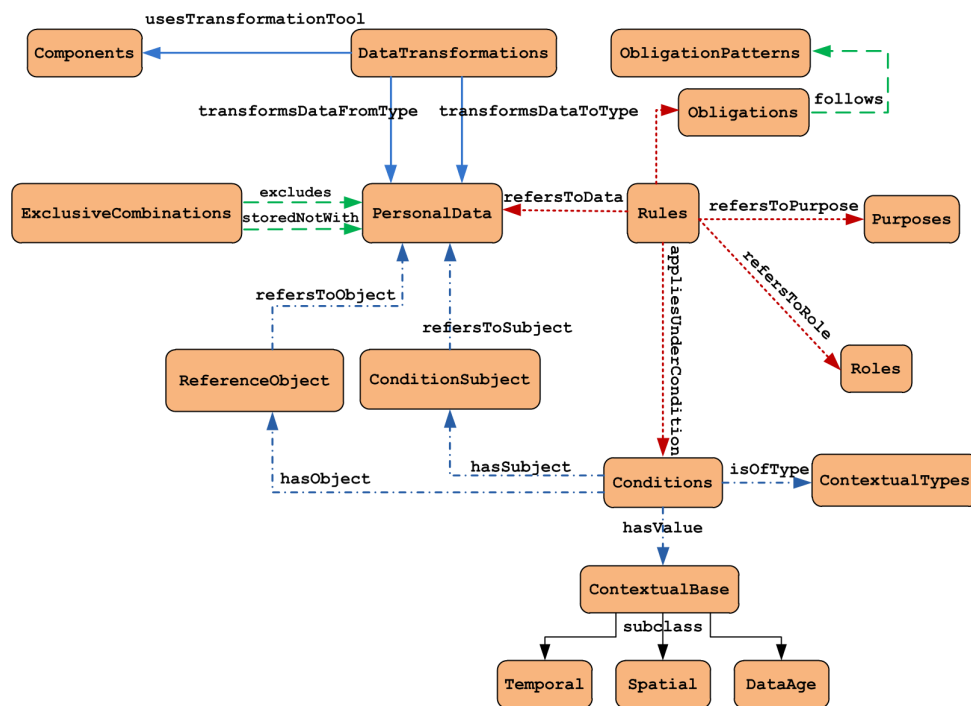 usesTransformationTool
Components
DataTransformations
ObligationPatterns
transformsDataFromType
transformsDataToType
Obligations
follows
ExclusiveCombinations
excludes
storedNotWith
PersonalData
refersToData
Rules
refersToPurpose
Purposes
refersToObject
refersToSubject
appliesUnderCondition
refersToRole
ReferenceObject
ConditionSubject
Roles
hasObject
hasSubject
Conditions
isOfType
ContextualTypes
hasValue
ContextualBase
subclass
Temporal
Spatial
DataAge